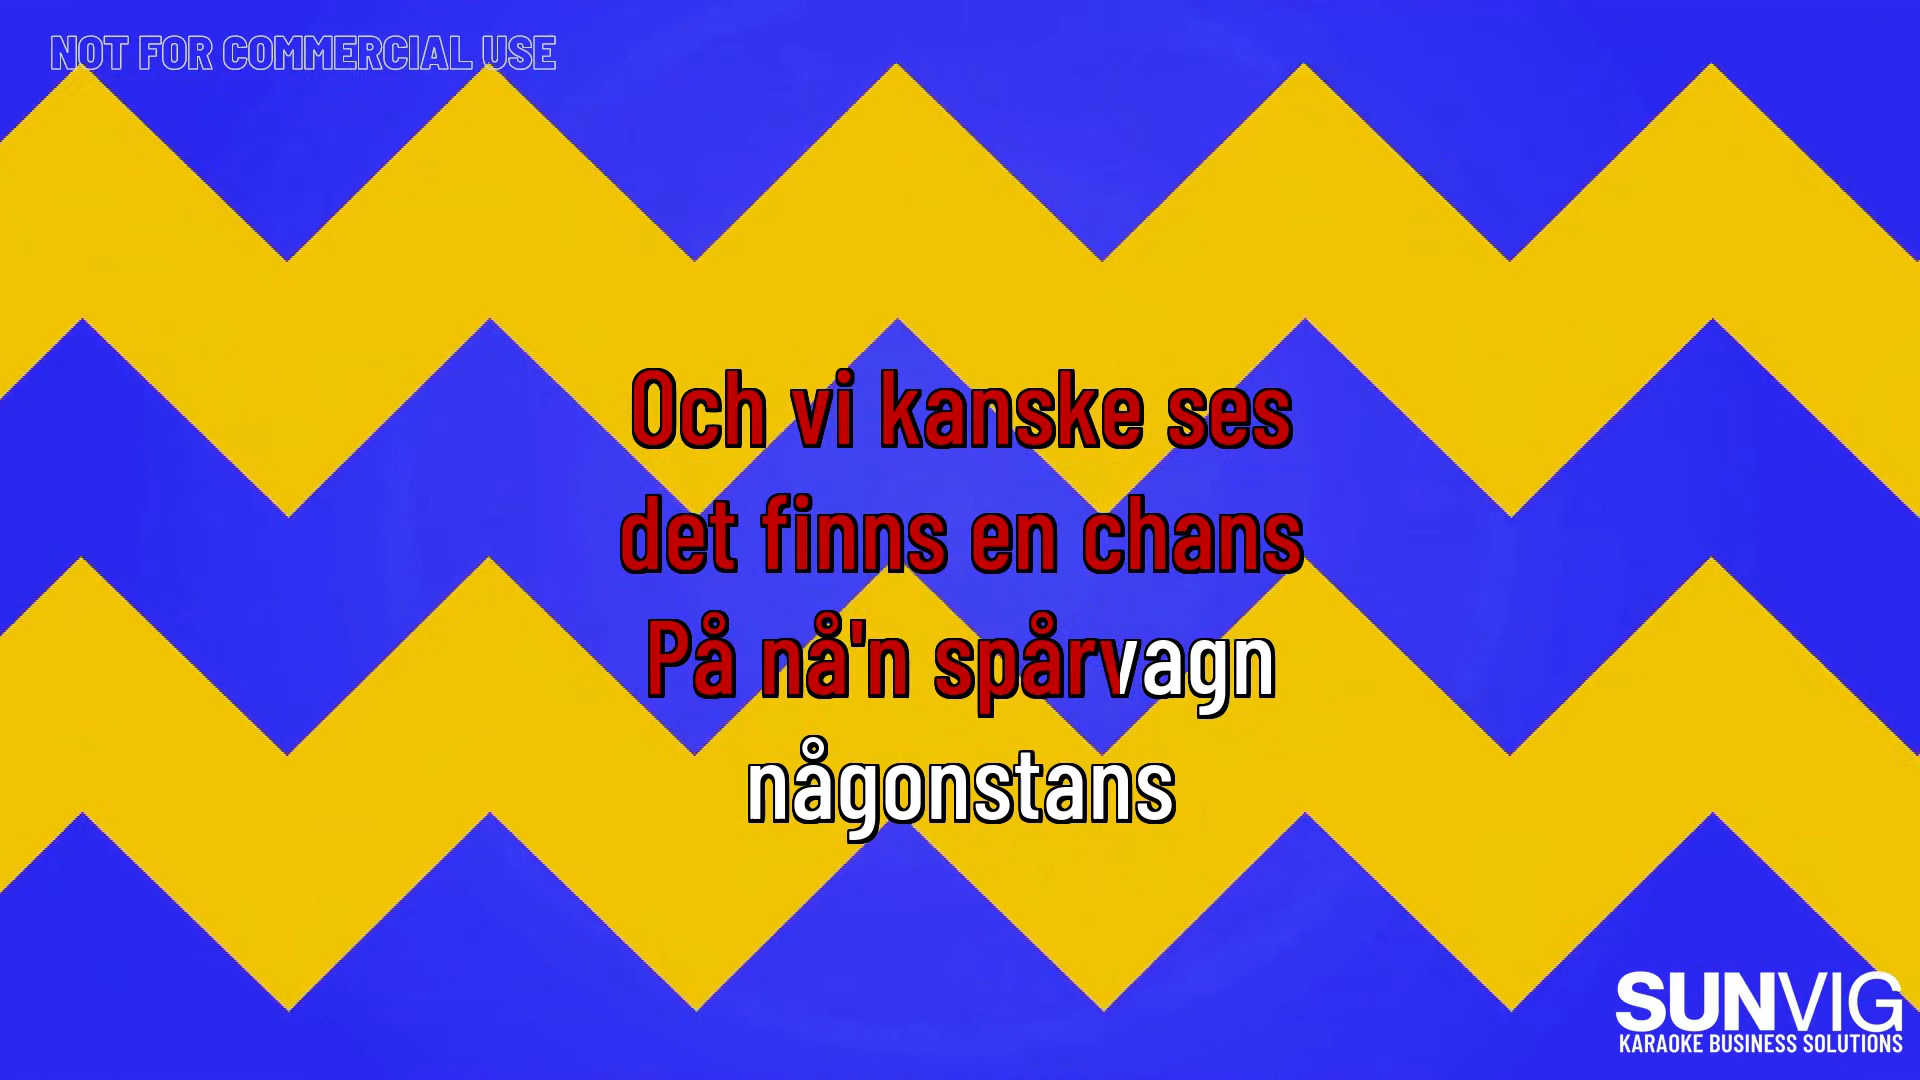 NOT FOR COMMERCIAL USE
Och vi kanske ses
det finns en chans
På nå'n spårvagn
någonstans
SUNVIG
KARAOKE BUSINESS SOLUTIONS